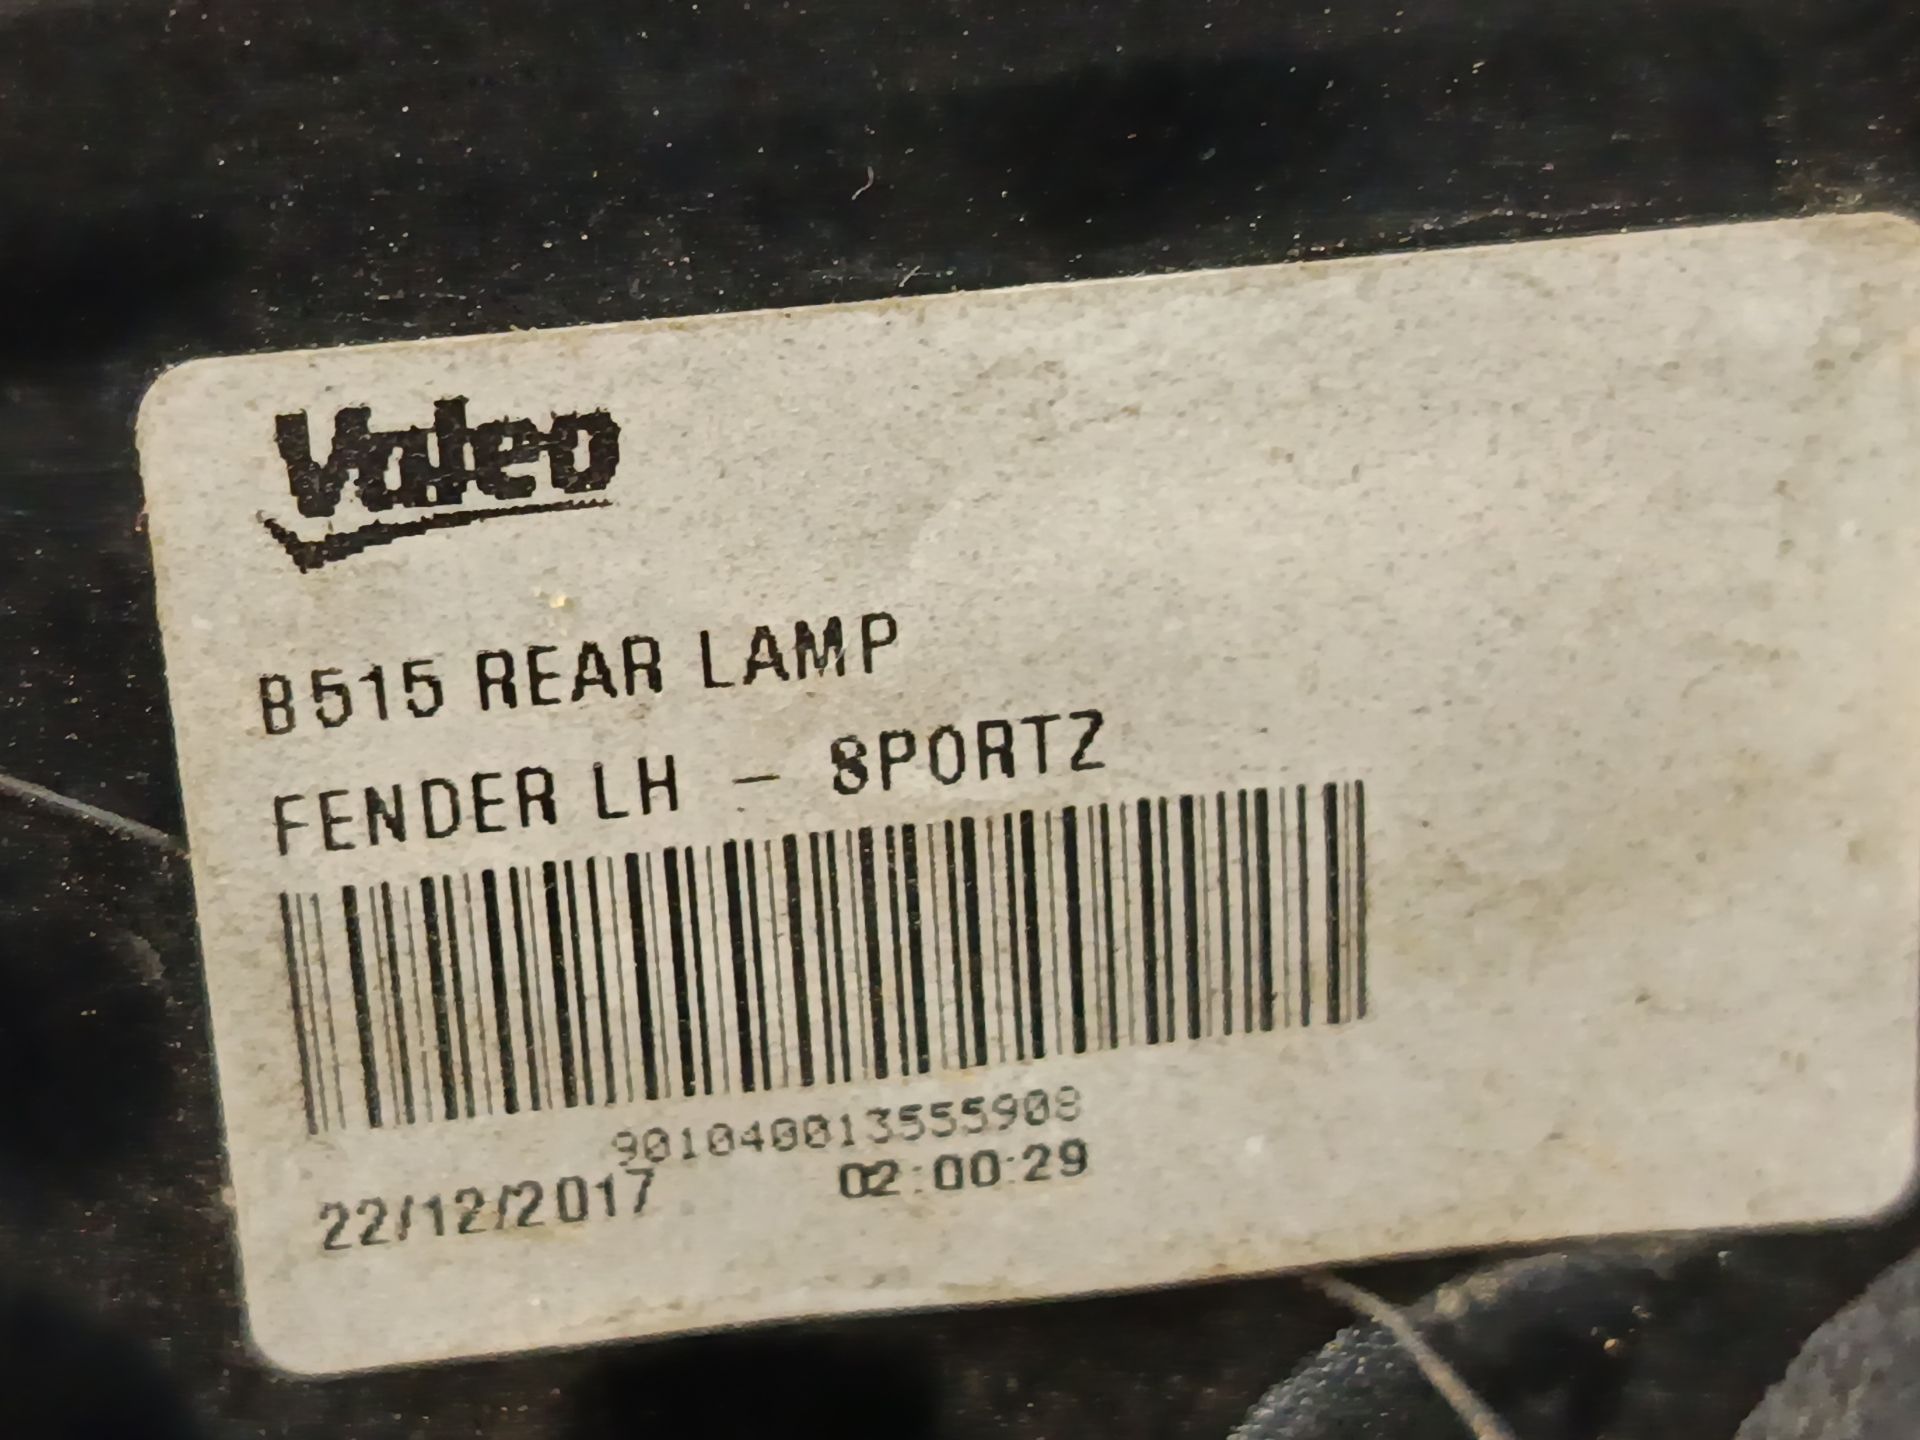 Valeo
B515 REAR LAMP
FENDER LH - SPORTZ
901040013555908
22/12/2017 02:00:29